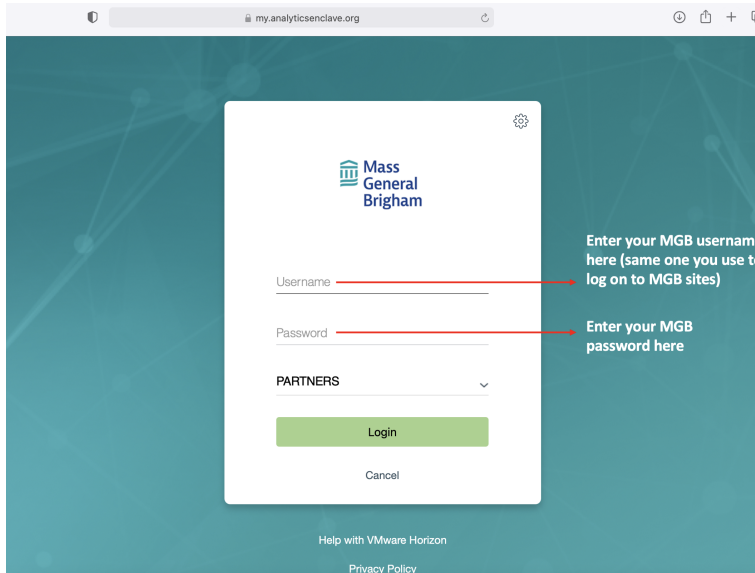 my.analyticsenclave.org
Mass
General
Brigham
Enter your MGB usernam
here (same one you use to
log on to MGB sites)
Username
Enter your MGB
password here
Password
PARTNERS
Login
Cancel
Help with VMware Horizon
Privacy Policy